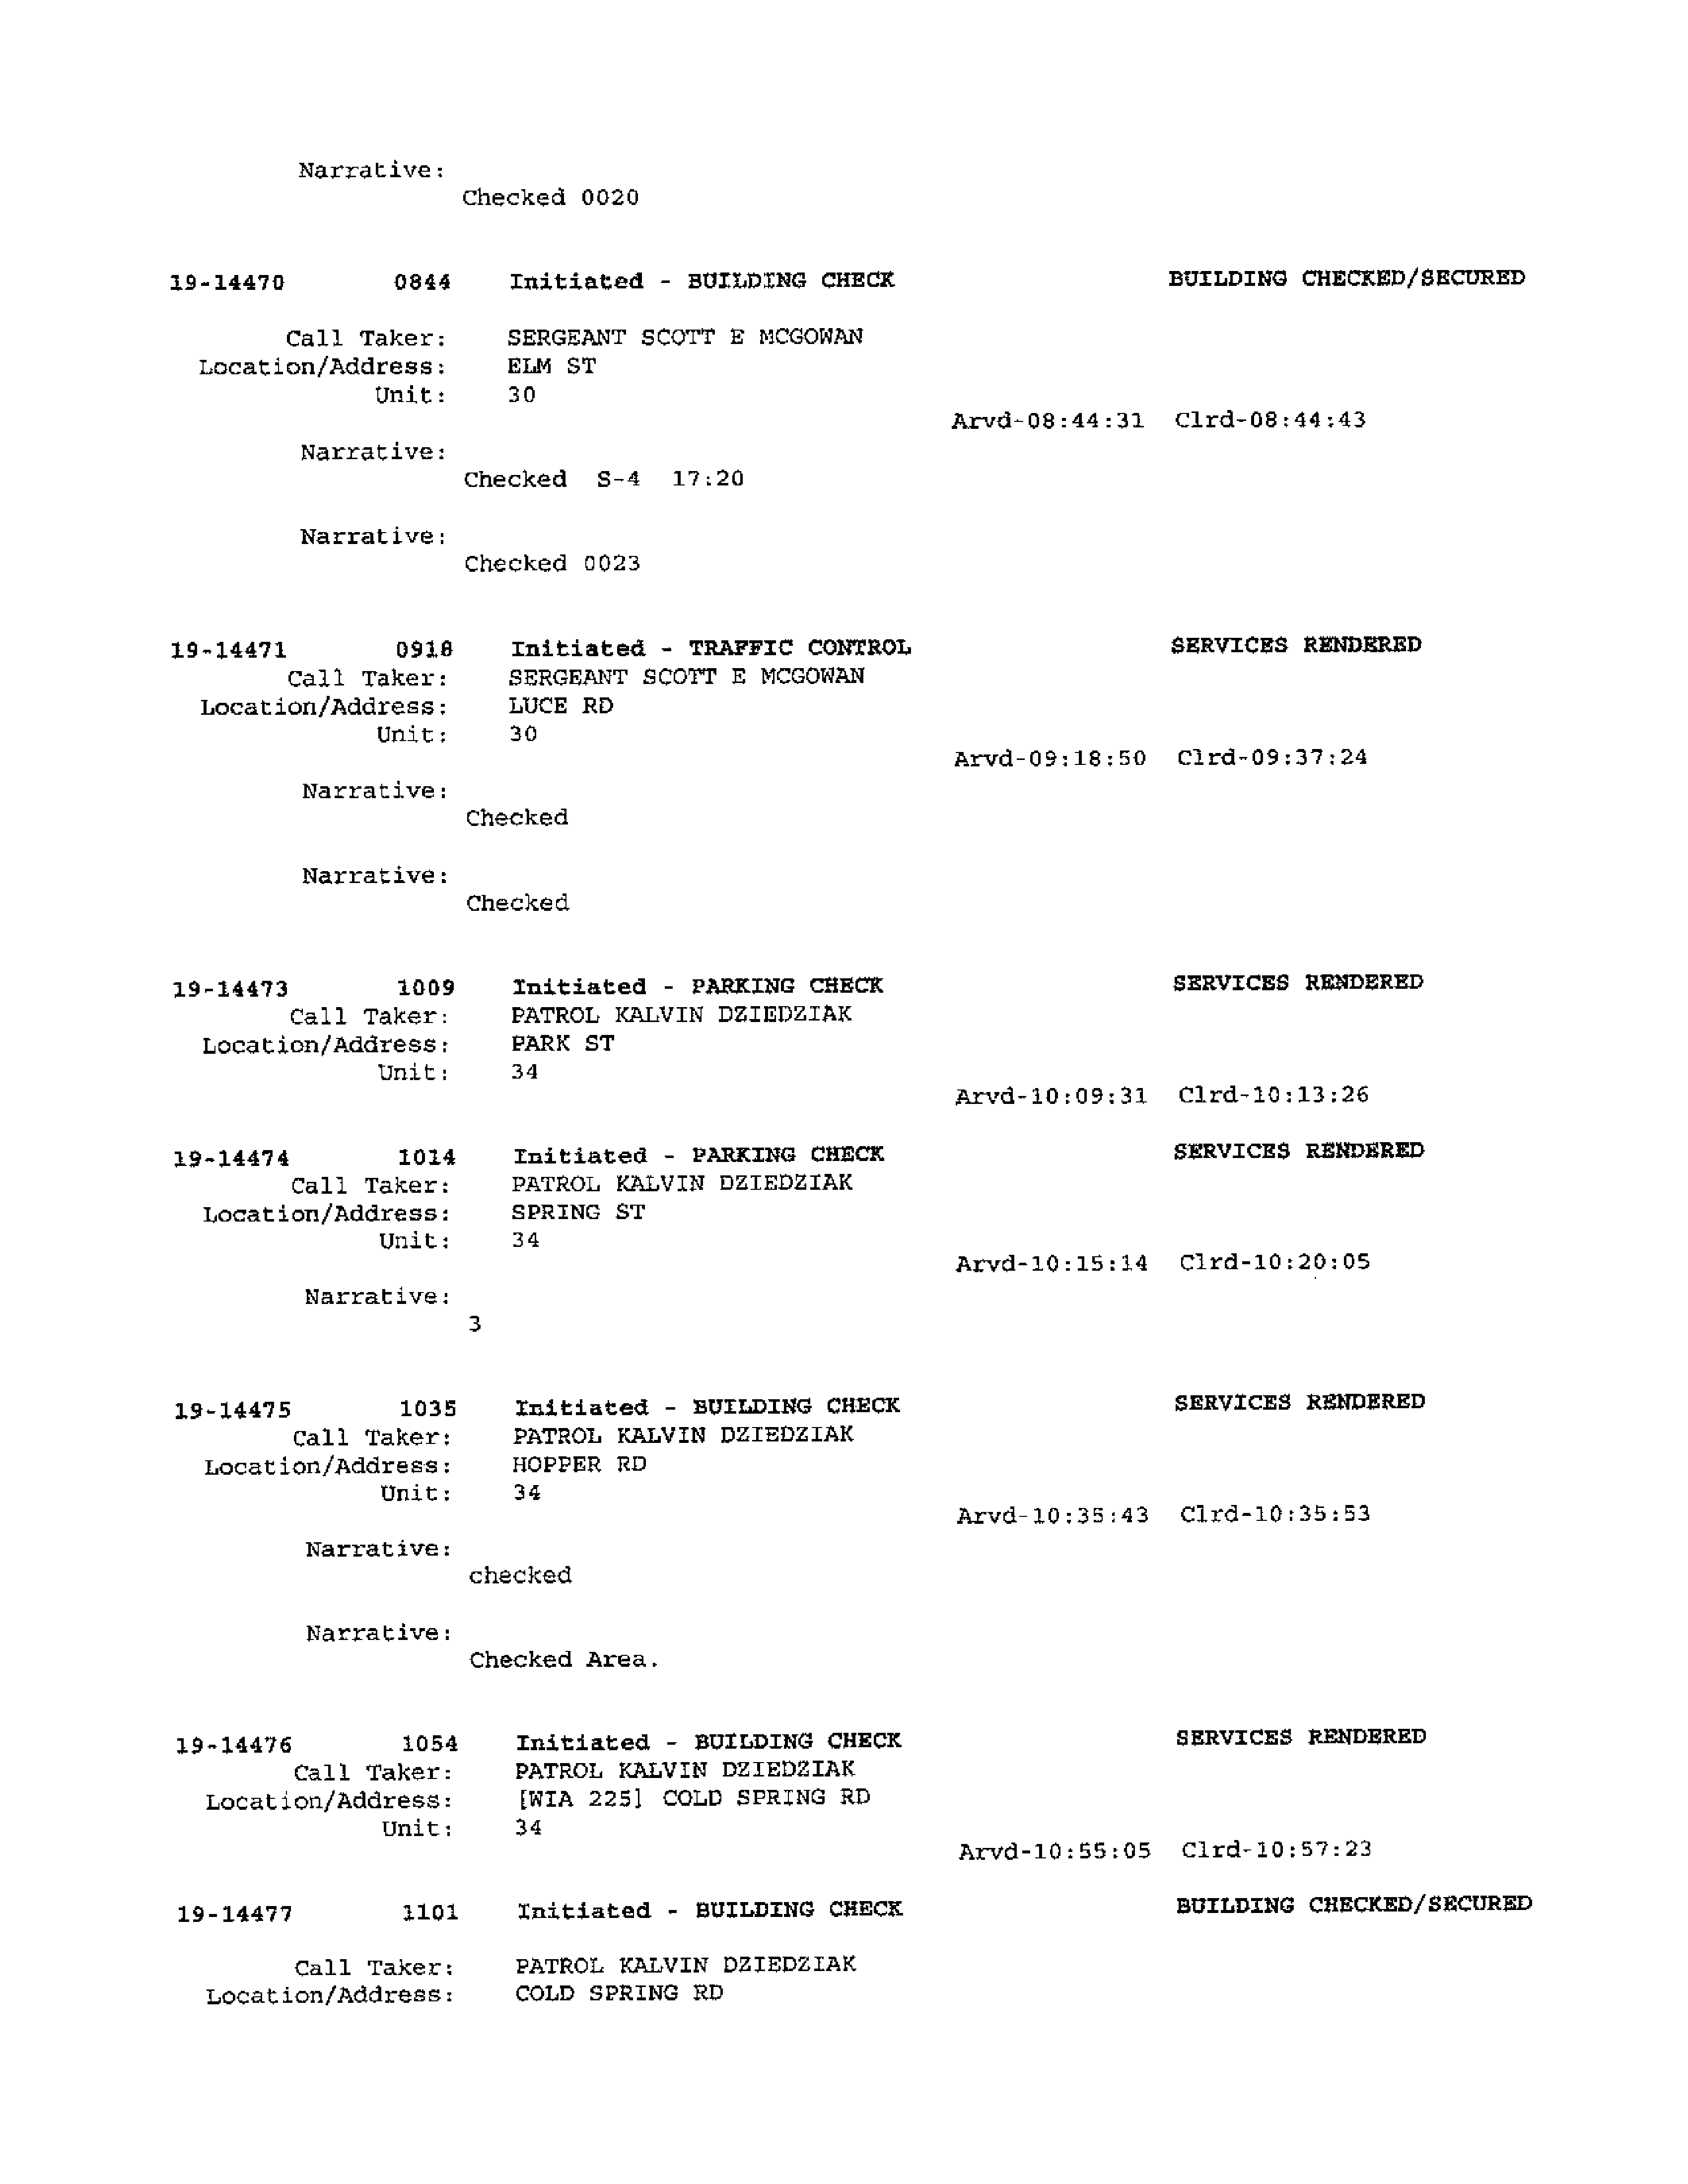 Narrative:
Checked 0020
19-14470 0844 Initiated - BUILDING CHECK BUILDING CHECKED/SECURED
Call Taker: SERGEANT SCOTT E MCGOWAN
Location/Address: ELM ST
Unit: 30
Arvd-08:44:31 Clrd-08:44:43
Narrative:
Checked S-4 17:20
Narrative:
Checked 0023
19-14471 0918 Initiated - TRAFFIC CONTROL SERVICES RENDERED
Call Taker: SERGEANT SCOTT E MCGOWAN
Location/Address: LUCE RD
Unit: 30
Arvd-09:18:50 Clrd-09:37:24
Narrative:
Checked
Narrative:
Checked
19-14473 1009 Initiated - PARKING CHECK SERVICES RENDERED
Call Taker: PATROL KALVIN DZIEDZIAK
Location/Address: PARK ST
Unit: 34
Arvd-10:09:31 Clrd-10:13:26
19-14474 1014 Initiated - PARKING CHECK SERVICES RENDERED
Call Taker: PATROL KALVIN DZIEDZIAK
Location/Address: SPRING ST
Unit: 34
Arvd-10:15:14 Clrd-10:20:05
Narrative:
3
19-14475 1035 Initiated - BUILDING CHECK SERVICES RENDERED
Call Taker: PATROL KALVIN DZIEDZIAK
Location/Address: HOPPER RD
Unit: 34
Arvd-10:35:43 Clrd-10:35:53
Narrative:
checked
Narrative:
Checked Area.
19-14476 1054 Initiated - BUILDING CHECK SERVICES RENDERED
Call Taker: PATROL KALVIN DZIEDZIAK
Location/Address: [WIA 225] COLD SPRING RD
Unit: 34
Arvd-10:55:05 Clrd-10:57:23
19-14477 1101 Initiated - BUILDING CHECK BUILDING CHECKED/SECURED
Call Taker: PATROL KALVIN DZIEDZIAK
Location/Address: COLD SPRING RD